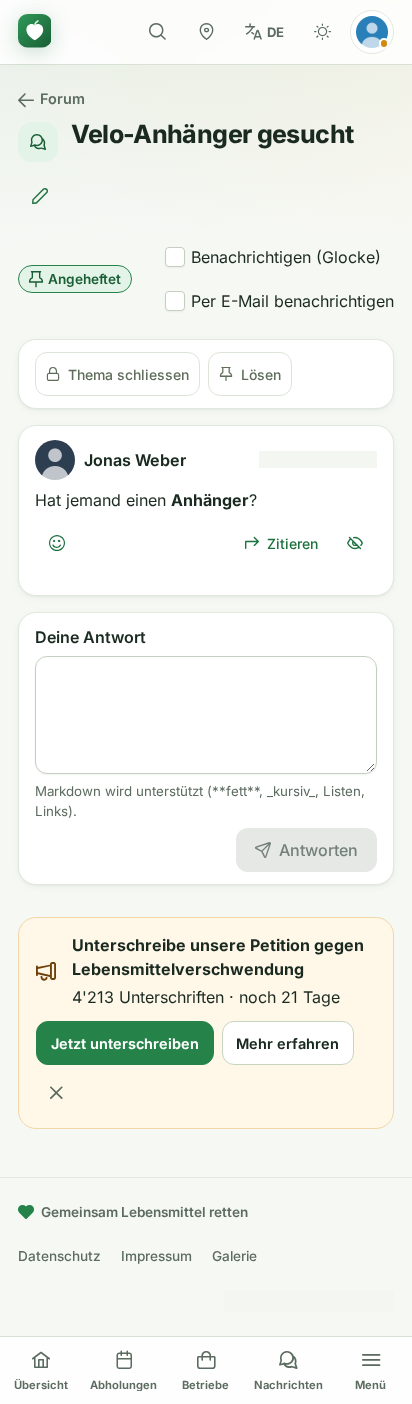 DE
Forum
Velo-Anhänger gesucht
Angeheftet
Benachrichtigen (Glocke)
Per E-Mail benachrichtigen
Thema schliessen
Lösen
Jonas Weber
Hat jemand einen Anhänger?
Zitieren
Deine Antwort
Markdown wird unterstützt (**fett**, _kursiv_, Listen,
Links).
Antworten
Unterschreibe unsere Petition gegen
Lebensmittelverschwendung
4'213 Unterschriften · noch 21 Tage
Jetzt unterschreiben
Mehr erfahren
Gemeinsam Lebensmittel retten
Datenschutz Impressum Galerie
Übersicht Abholungen Betriebe Nachrichten Menü